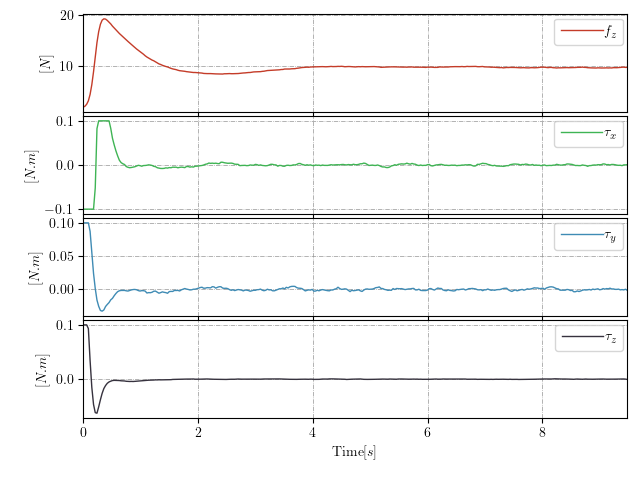 20
10
[N]
f_z
0.1
0.0
−0.1
[N.m]
τ_x
0.10
0.05
0.00
[N.m]
τ_y
0.1
0.0
[N.m]
τ_z
0 2 4 6 8
Time[s]